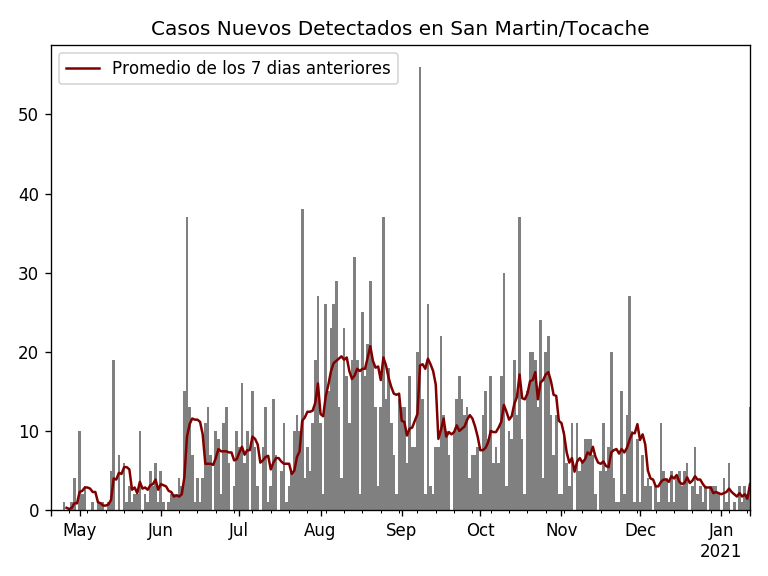 Casos Nuevos Detectados en San Martin/Tocache
Promedio de los 7 dias anteriores
50
40
30
20
10
0
May Jun Jul Aug Sep Oct Nov Dec Jan
2021